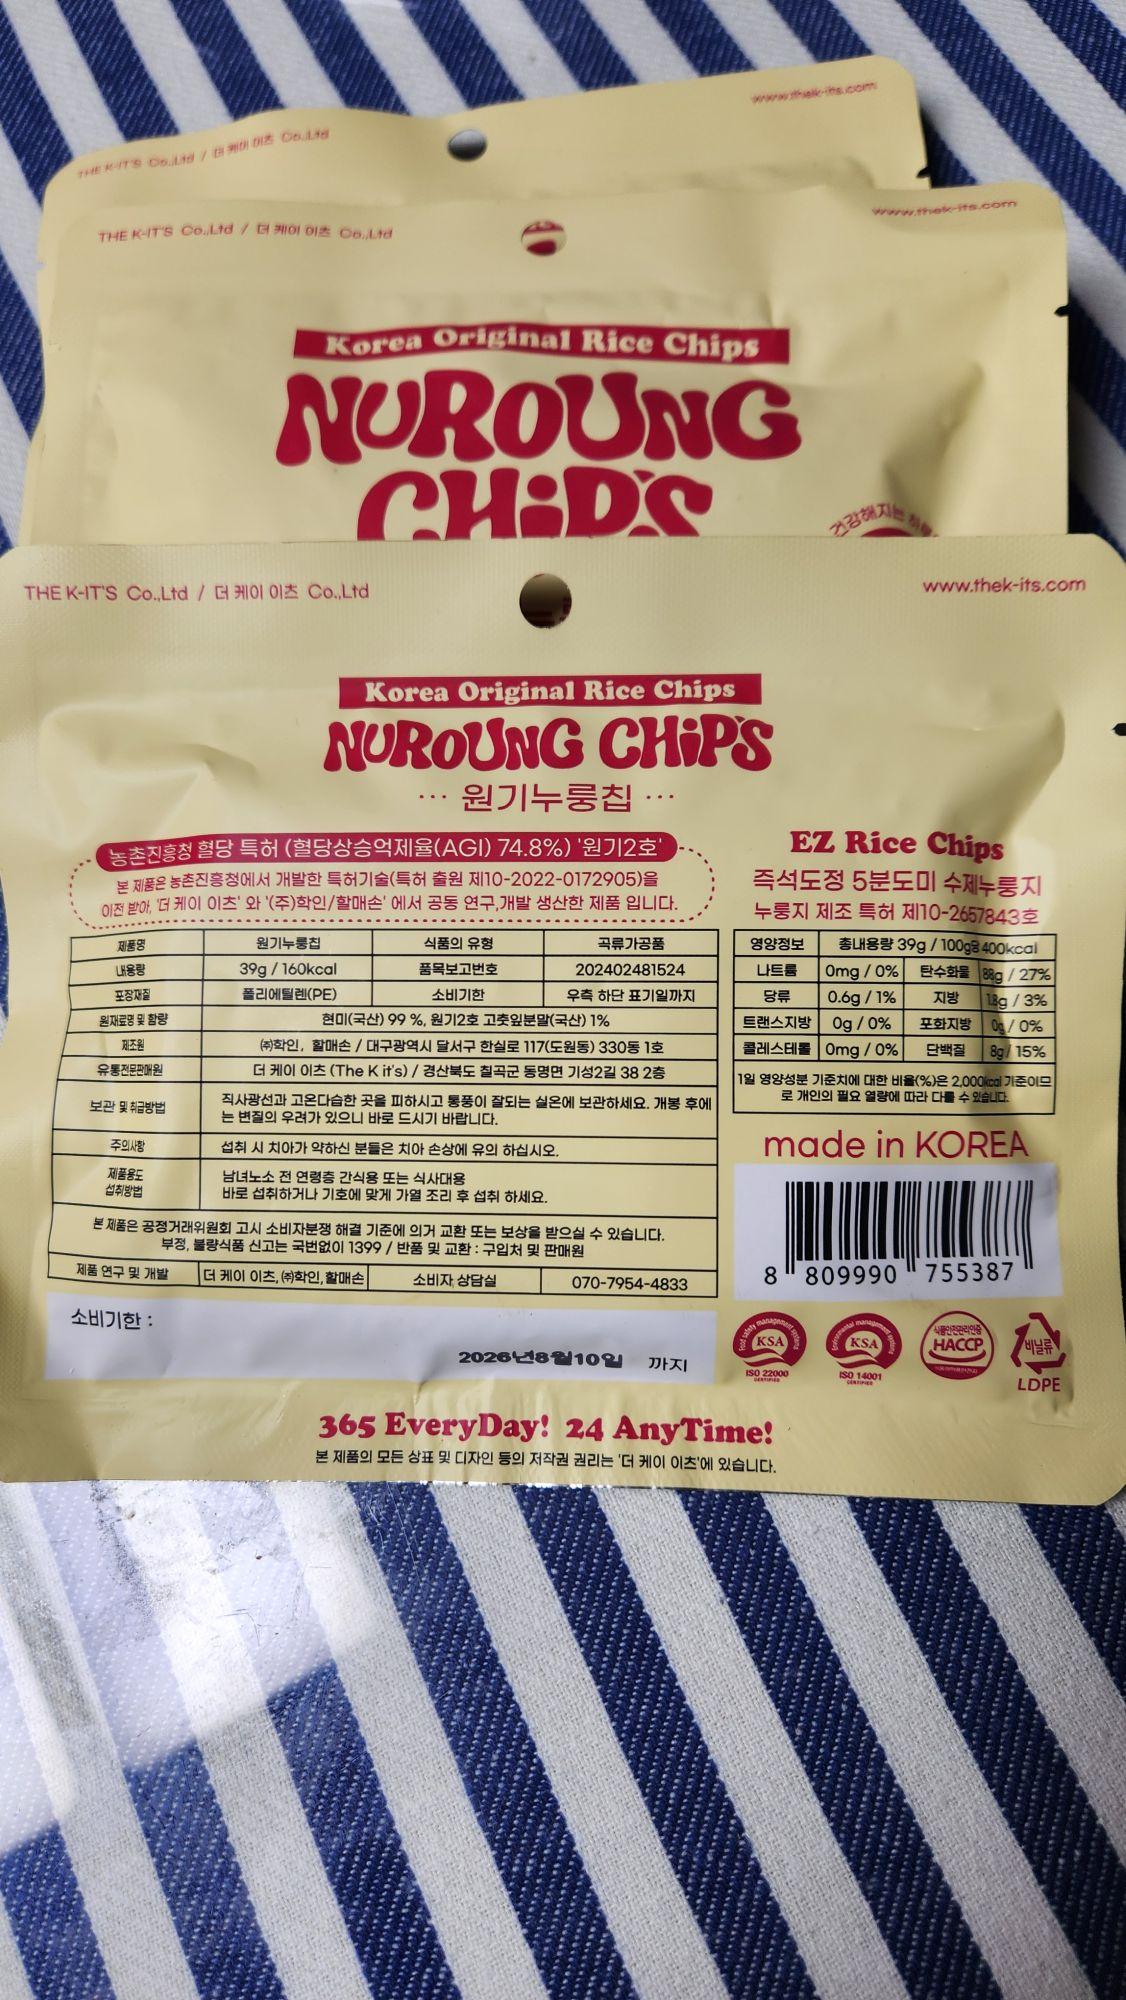 THE K-IT'S Co.,Ltd / 더 케이 이츠 Co.,Ltd
www.thek-its.com
THE K-IT'S Co.,Ltd / 더 케이 이츠 Co.,Ltd
www.thek-its.com
Korea Original Rice Chips
NUROUNG
CHiP'S
건강해지는
THE K-IT'S Co.,Ltd / 더 케이 이츠 Co.,Ltd
www.thek-its.com
Korea Original Rice Chips
NUROUNG CHiP'S
··· 원기누룽칩 ···
농촌진흥청 혈당 특허 (혈당상승억제율(AGI) 74.8%) '원기2호'
본 제품은 농촌진흥청에서 개발한 특허기술(특허 출원 제10-2022-0172905)을
이전 받아, '더 케이 이츠' 와 '(주)학인/할매손' 에서 공동 연구,개발 생산한 제품 입니다.
제품명 원기누룽칩 식품의 유형 곡류가공품
내용량 39g / 160kcal 품목보고번호 202402481524
포장재질 폴리에틸렌(PE) 소비기한 우측 하단 표기일까지
원재료명 및 함량 현미(국산) 99 %, 원기2호 고춧잎분말(국산) 1%
제조원 ㈜학인, 할매손 / 대구광역시 달서구 한실로 117(도원동) 330동 1호
유통전문판매원 더 케이 이츠 (The K it's) / 경산북도 칠곡군 동명면 기성2길 38 2층
보관 및 취급방법 직사광선과 고온다습한 곳을 피하시고 통풍이 잘되는 실온에 보관하세요. 개봉 후에
는 변질의 우려가 있으니 바로 드시기 바랍니다.
주의사항 섭취 시 치아가 약하신 분들은 치아 손상에 유의 하십시오.
제품용도 남녀노소 전 연령층 간식용 또는 식사대용
섭취방법 바로 섭취하거나 기호에 맞게 가열 조리 후 섭취 하세요.
본 제품은 공정거래위원회 고시 소비자분쟁 해결 기준에 의거 교환 또는 보상을 받으실 수 있습니다.
부정, 불량식품 신고는 국번없이 1399 / 반품 및 교환 : 구입처 및 판매원
제품 연구 및 개발 더 케이 이츠, ㈜학인, 할매손 소비자 상담실 070-7954-4833
소비기한 :
2026년8월10일 까지
EZ Rice Chips
즉석도정 5분도미 수제누룽지
누룽지 제조 특허 제10-2657843호
영양정보 총내용량 39g / 100g당 400kcal
나트륨 0mg / 0% 탄수화물 88g / 27%
당류 0.6g / 1% 지방 1.8g / 3%
트랜스지방 0g / 0% 포화지방 0g / 0%
콜레스테롤 0mg / 0% 단백질 8g / 15%
1일 영양성분 기준치에 대한 비율(%)은 2,000kcal 기준이므
로 개인의 필요 열량에 따라 다를 수 있습니다.
made in KOREA
8 809990 755387
Food safety management systems
KSA
ISO 22000
CERTIFIED
Environmental management systems
KSA
ISO 14001
CERTIFIED
식품안전관리인증
HACCP
비닐류
LDPE
365 EveryDay! 24 AnyTime!
본 제품의 모든 상표 및 디자인 등의 저작권 권리는 '더 케이 이츠'에 있습니다.